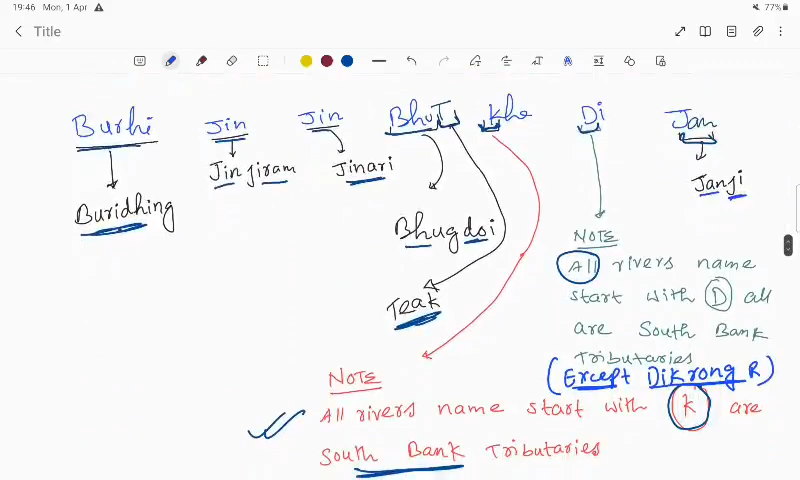 19:46 Mon, 1 Apr
77%
Title
Burhi Jin Jin BhuT Khe Di Jan
Jinjiram Jinari Janji
Buridhing
Bhugdoi
Teak
NOTE
All rivers name
start with D all
are South Bank
Tributaries
(Except Dikrong R)
NOTE
All rivers name start with K are
South Bank Tributaries